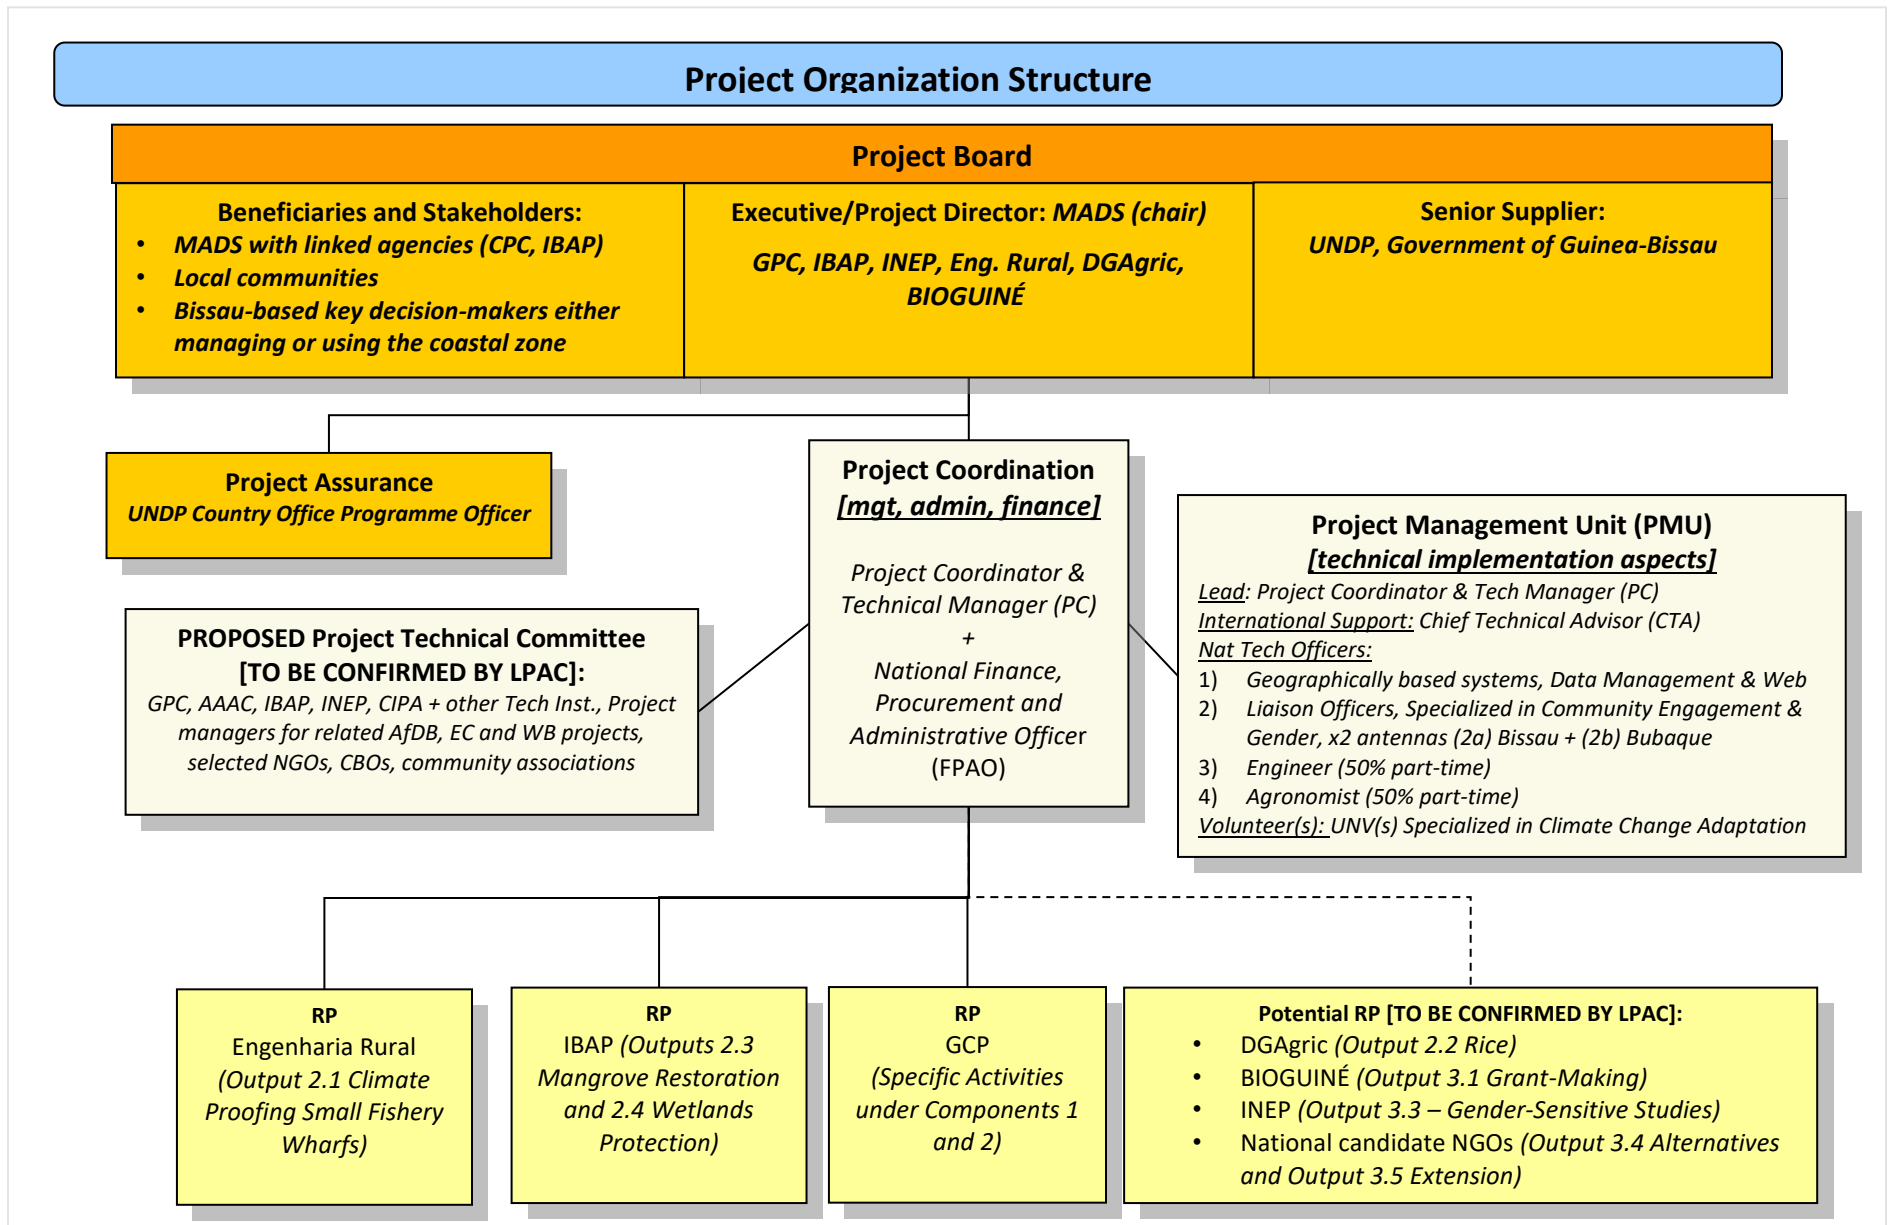 Project Organization Structure
Project Board
Beneficiaries and Stakeholders:
• MADS with linked agencies (CPC, IBAP)
• Local communities
• Bissau-based key decision-makers either
managing or using the coastal zone
Executive/Project Director: MADS (chair)
GPC, IBAP, INEP, Eng. Rural, DGAgric,
BIOGUINÉ
Senior Supplier:
UNDP, Government of Guinea-Bissau
Project Assurance
UNDP Country Office Programme Officer
Project Coordination
[mgt, admin, finance]
Project Coordinator &
Technical Manager (PC)
+
National Finance,
Procurement and
Administrative Officer
(FPAO)
Project Management Unit (PMU)
[technical implementation aspects]
Lead: Project Coordinator & Tech Manager (PC)
International Support: Chief Technical Advisor (CTA)
Nat Tech Officers:
1) Geographically based systems, Data Management & Web
2) Liaison Officers, Specialized in Community Engagement &
Gender, x2 antennas (2a) Bissau + (2b) Bubaque
3) Engineer (50% part-time)
4) Agronomist (50% part-time)
Volunteer(s): UNV(s) Specialized in Climate Change Adaptation
PROPOSED Project Technical Committee
[TO BE CONFIRMED BY LPAC]:
GPC, AAAC, IBAP, INEP, CIPA + other Tech Inst., Project
managers for related AfDB, EC and WB projects,
selected NGOs, CBOs, community associations
RP
Engenharia Rural
(Output 2.1 Climate
Proofing Small Fishery
Wharfs)
RP
IBAP (Outputs 2.3
Mangrove Restoration
and 2.4 Wetlands
Protection)
RP
GCP
(Specific Activities
under Components 1
and 2)
Potential RP [TO BE CONFIRMED BY LPAC]:
• DGAgric (Output 2.2 Rice)
• BIOGUINÉ (Output 3.1 Grant-Making)
• INEP (Output 3.3 – Gender-Sensitive Studies)
• National candidate NGOs (Output 3.4 Alternatives
and Output 3.5 Extension)